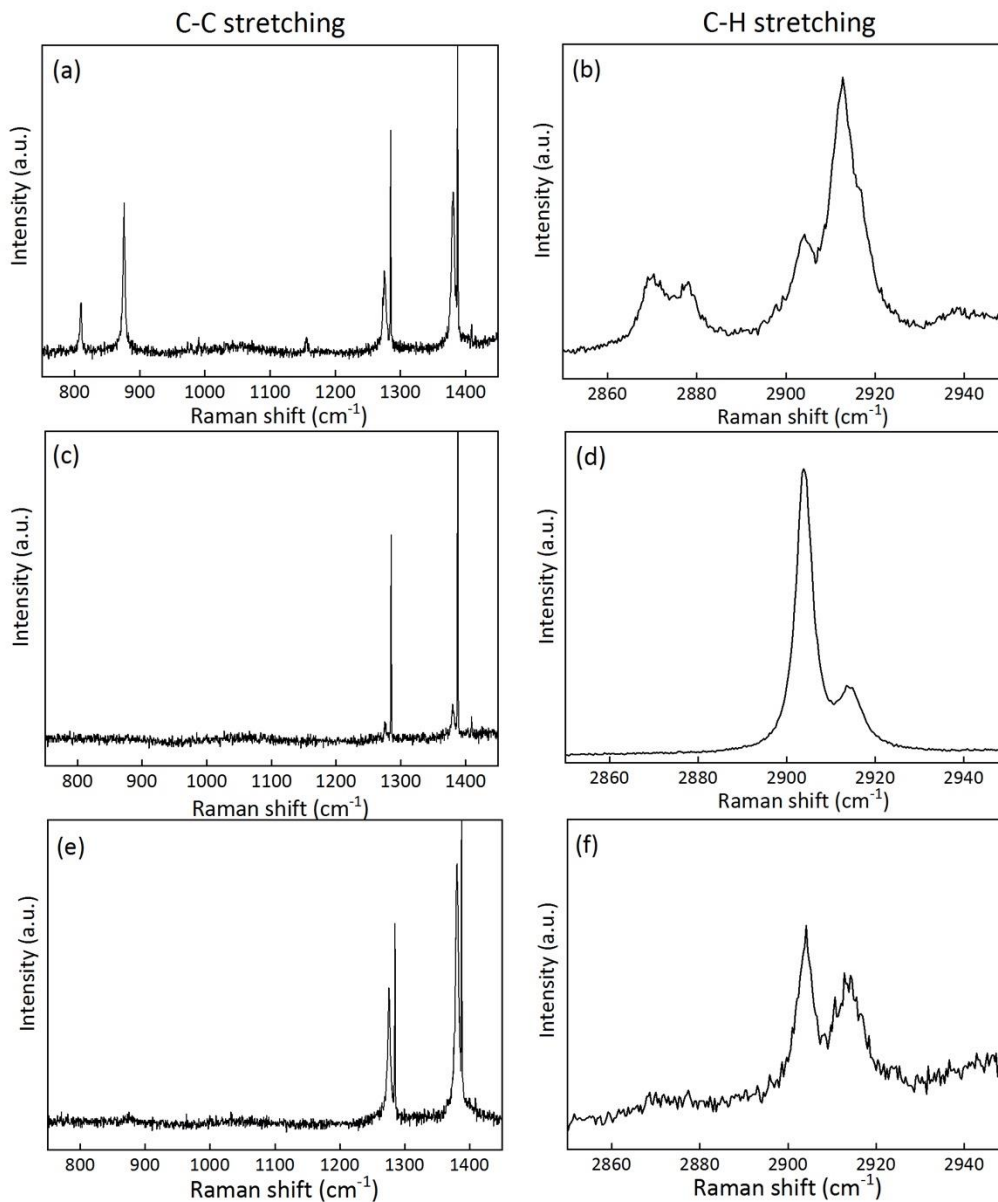 C-C stretching
C-H stretching
(a)
Intensity (a.u.)
800 900 1000 1100 1200 1300 1400
Raman shift (cm⁻¹)
(b)
Intensity (a.u.)
2860 2880 2900 2920 2940
Raman shift (cm⁻¹)
(c)
Intensity (a.u.)
800 900 1000 1100 1200 1300 1400
Raman shift (cm⁻¹)
(d)
Intensity (a.u.)
2860 2880 2900 2920 2940
Raman shift (cm⁻¹)
(e)
Intensity (a.u.)
800 900 1000 1100 1200 1300 1400
Raman shift (cm⁻¹)
(f)
Intensity (a.u.)
2860 2880 2900 2920 2940
Raman shift (cm⁻¹)